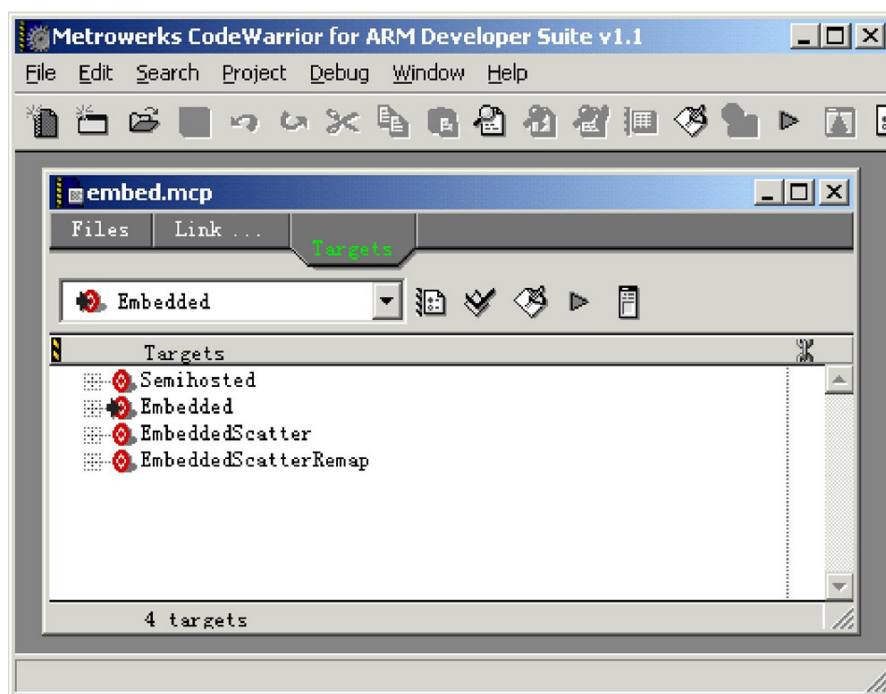 Metrowerks CodeWarrior for ARM Developer Suite v1.1
File Edit Search Project Debug Window Help
embed.mcp
Files Link ... Targets
Embedded
Targets
Semihosted
Embedded
EmbeddedScatter
EmbeddedScatterRemap
4 targets